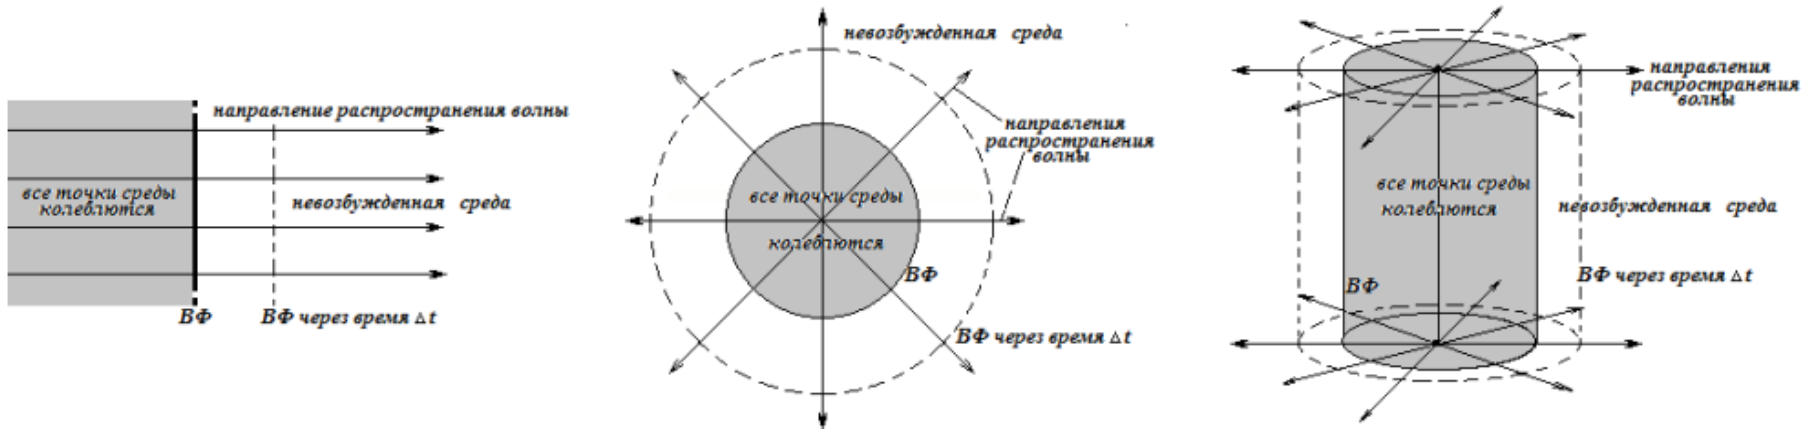 направление распространения волны
все точки среды
колеблются
невозбужденная среда
ВФ
ВФ через время Δt
невозбужденная среда
направления
распространения
волны
все точки среды
колеблются
ВФ
ВФ через время Δt
направления
распространения
волны
все точки среды
колеблются
невозбужденная среда
ВФ
ВФ через время Δt